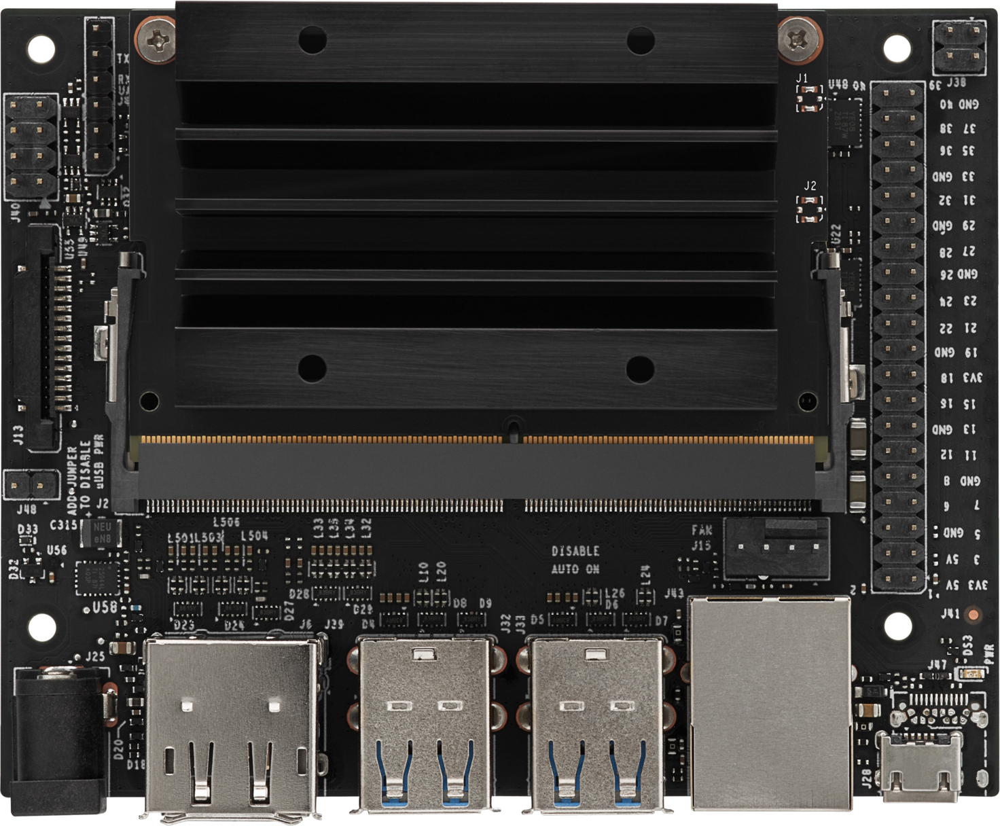 J38
39
40
J1
U48
TX
GND 40
37 38
35 36
33 GND
J2
31 32
29 GND
27 28
GND 26
23 24
21 22
19 GND
3V3 18
15 16
13 GND
11 12
GND 8
7 6
5 GND
3 5V
3V3 5V
J40
U33
U49
U22
J13
ADD JUMPER
TO DISABLE
uUSB PWR
J48
J2
C315
NEU
eN8
D33
U56
D32
U58
L506
L501
L503
L504
L33
L35
L34
L32
FAN
J15
DISABLE
AUTO ON
L10
L20
L24
L26
D6
J43
D28
D29
D27
D23
D24
J6
J29
D4
D8
D9
J32
J33
D5
D7
2
1
J41
DS3
PWR
J47
J25
D20
D18
J28